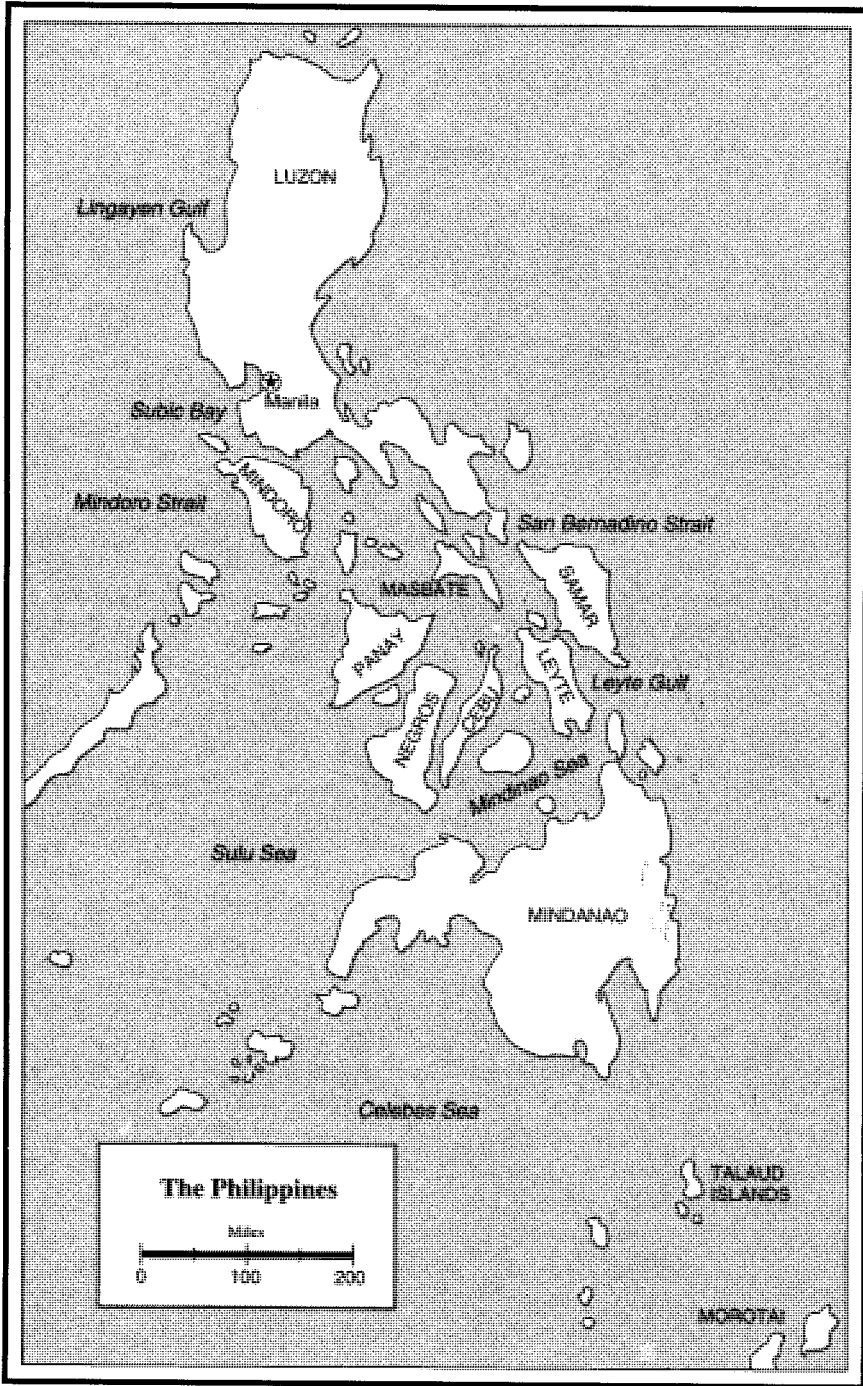 LUZON
Lingayen Gulf
Manila
Subic Bay
MINDORO
Mindoro Strait
San Bernadino Strait
MASBATE
SAMAR
PANAY
LEYTE
Leyte Gulf
CEBU
NEGROS
Mindinao Sea
Sulu Sea
MINDANAO
Celebes Sea
The Philippines
Miles
0 100 200
TALAUD
ISLANDS
MOROTAI